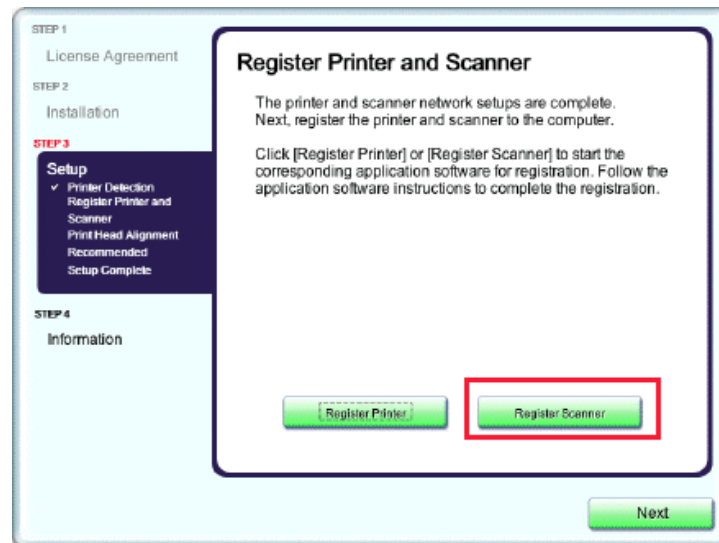 STEP 1
License Agreement
STEP 2
Installation
STEP 3
Setup
✓ Printer Detection
Register Printer and
Scanner
Print Head Alignment
Recommended
Setup Complete
STEP 4
Information
Register Printer and Scanner
The printer and scanner network setups are complete.
Next, register the printer and scanner to the computer.
Click [Register Printer] or [Register Scanner] to start the
corresponding application software for registration. Follow the
application software instructions to complete the registration.
Register Printer
Register Scanner
Next